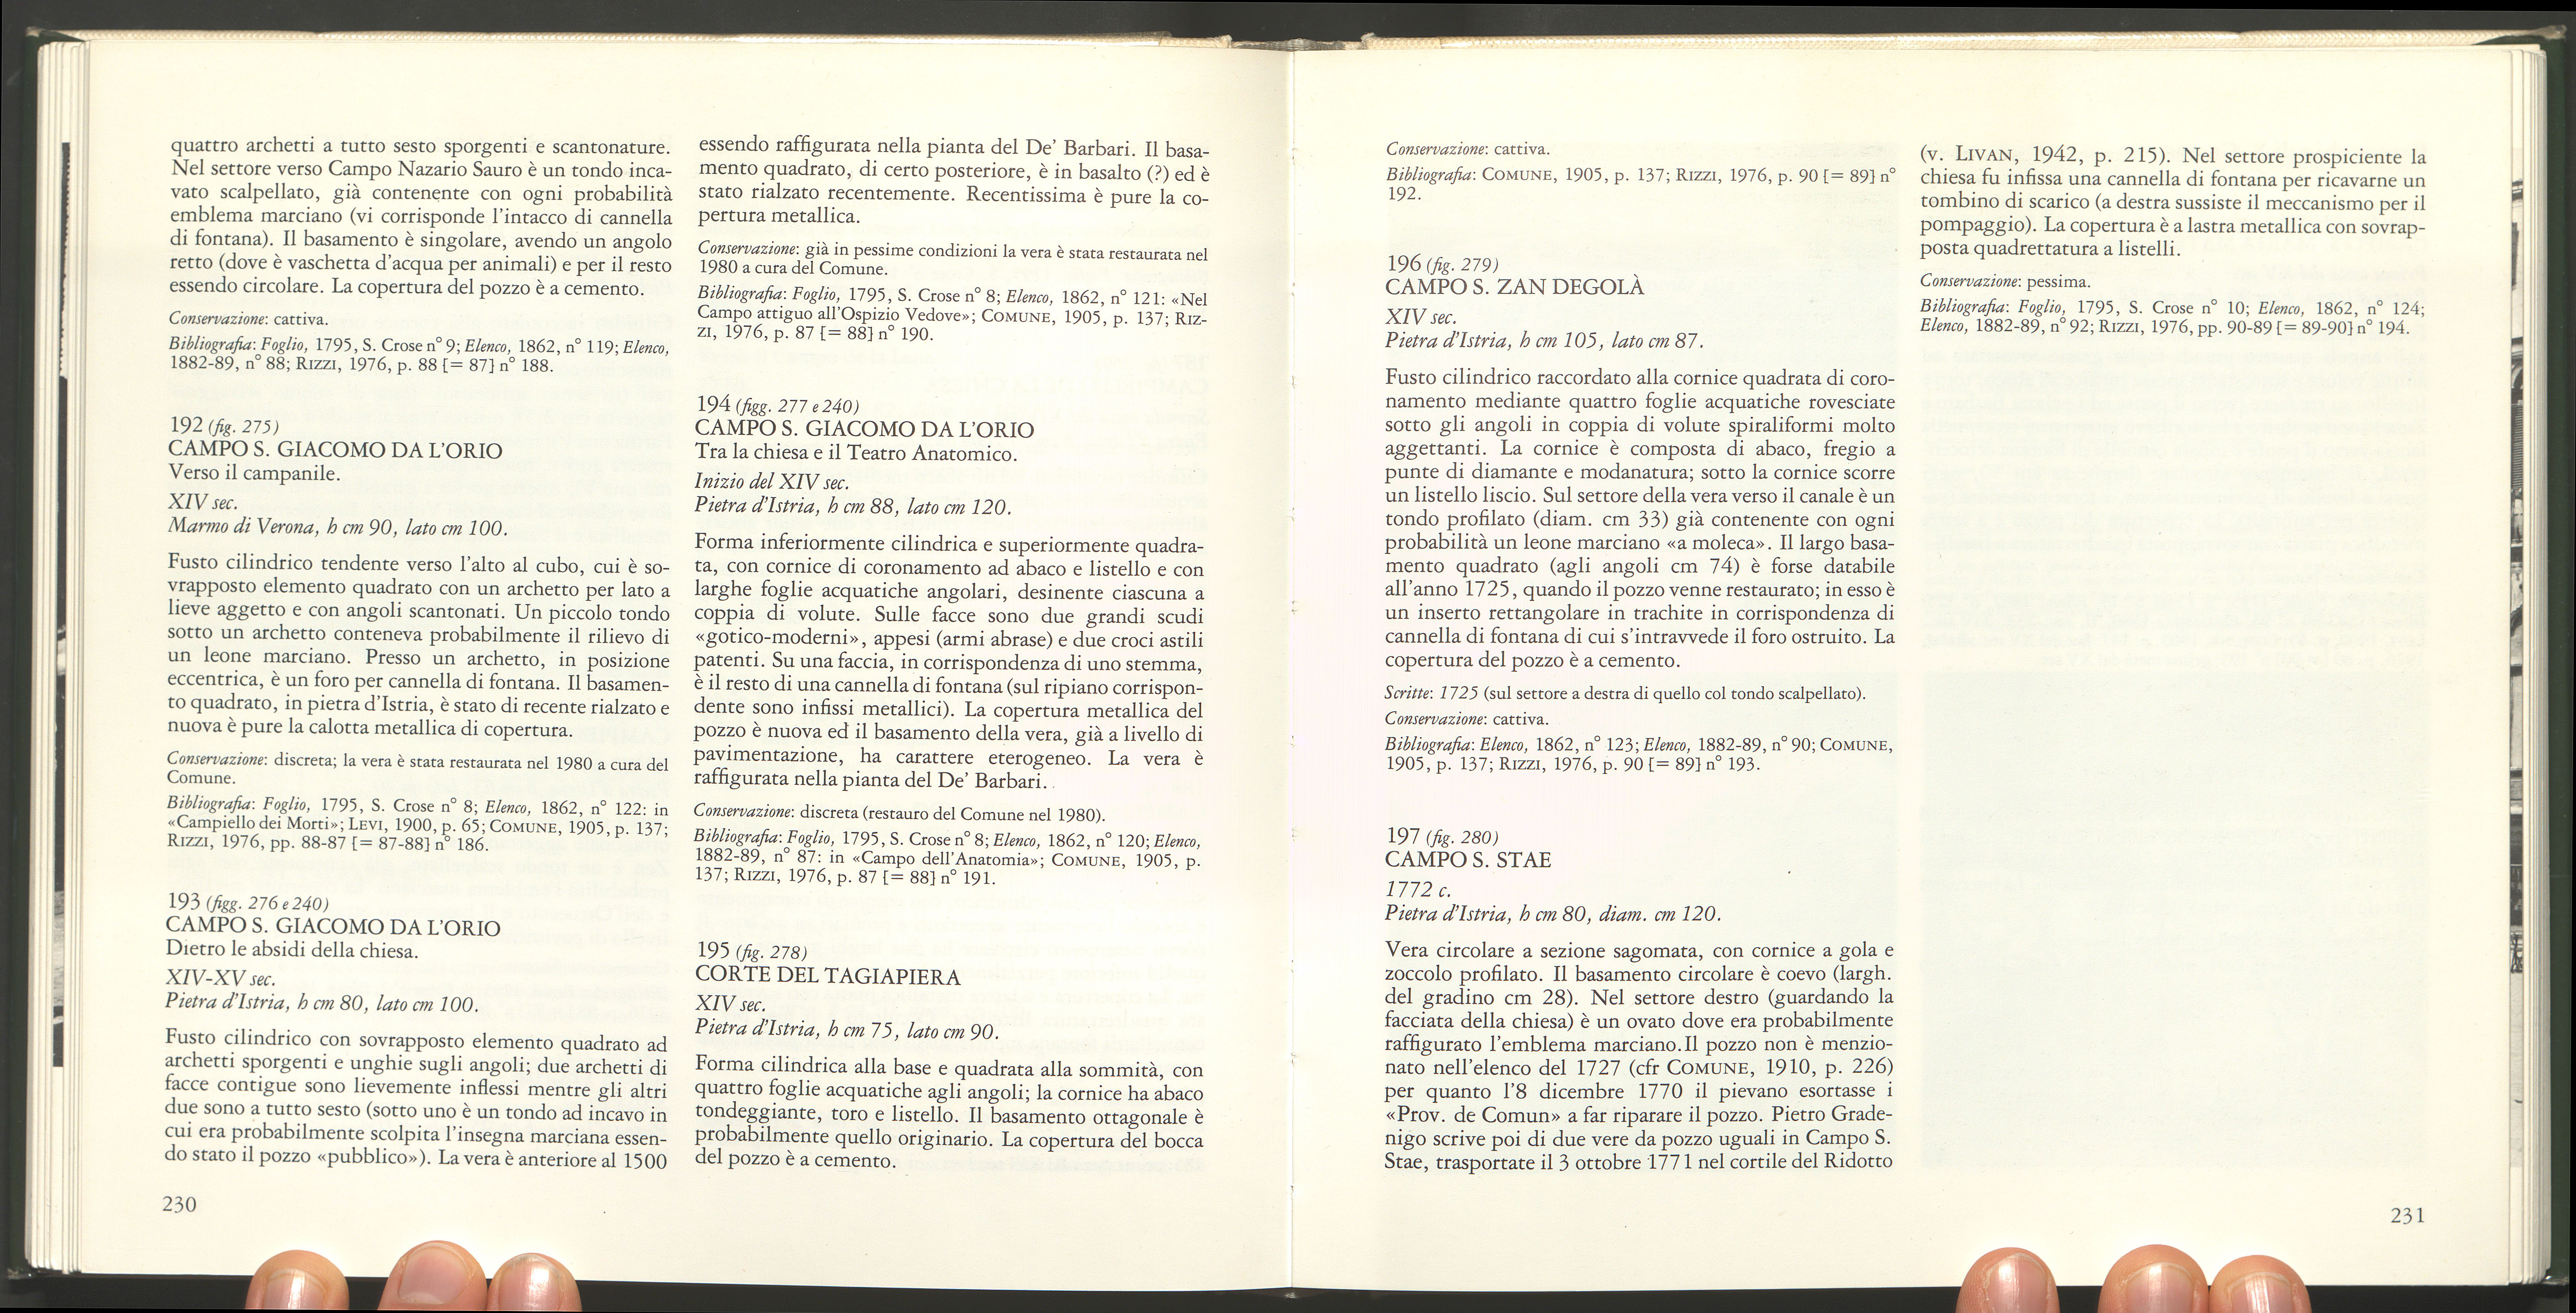 quattro archetti a tutto sesto sporgenti e scantonature.
Nel settore verso Campo Nazario Sauro è un tondo inca-
vato scalpellato, già contenente con ogni probabilità
emblema marciano (vi corrisponde l'intacco di cannella
di fontana). Il basamento è singolare, avendo un angolo
retto (dove è vaschetta d'acqua per animali) e per il resto
essendo circolare. La copertura del pozzo è a cemento.
Conservazione: cattiva.
Bibliografia: Foglio, 1795, S. Crose n° 9; Elenco, 1862, n° 119; Elenco,
1882-89, n° 88; RIZZI, 1976, p. 88 [= 87] n° 188.
192 (fig. 275)
CAMPO S. GIACOMO DA L'ORIO
Verso il campanile.
XIV sec.
Marmo di Verona, h cm 90, lato cm 100.
Fusto cilindrico tendente verso l'alto al cubo, cui è so-
vrapposto elemento quadrato con un archetto per lato a
lieve aggetto e con angoli scantonati. Un piccolo tondo
sotto un archetto conteneva probabilmente il rilievo di
un leone marciano. Presso un archetto, in posizione
eccentrica, è un foro per cannella di fontana. Il basamen-
to quadrato, in pietra d'Istria, è stato di recente rialzato e
nuova è pure la calotta metallica di copertura.
Conservazione: discreta; la vera è stata restaurata nel 1980 a cura del
Comune.
Bibliografia: Foglio, 1795, S. Crose n° 8; Elenco, 1862, n° 122: in
«Campiello dei Morti»; LEVI, 1900, p. 65; COMUNE, 1905, p. 137;
RIZZI, 1976, pp. 88-87 [= 87-88] n° 186.
193 (figg. 276 e 240)
CAMPO S. GIACOMO DA L'ORIO
Dietro le absidi della chiesa.
XIV-XV sec.
Pietra d'Istria, h cm 80, lato cm 100.
Fusto cilindrico con sovrapposto elemento quadrato ad
archetti sporgenti e unghie sugli angoli; due archetti di
facce contigue sono lievemente inflessi mentre gli altri
due sono a tutto sesto (sotto uno è un tondo ad incavo in
cui era probabilmente scolpita l'insegna marciana essen-
do stato il pozzo «pubblico»). La vera è anteriore al 1500
230
essendo raffigurata nella pianta del De' Barbari. Il basa-
mento quadrato, di certo posteriore, è in basalto (?) ed è
stato rialzato recentemente. Recentissima è pure la co-
pertura metallica.
Conservazione: già in pessime condizioni la vera è stata restaurata nel
1980 a cura del Comune.
Bibliografia: Foglio, 1795, S. Crose n° 8; Elenco, 1862, n° 121: «Nel
Campo attiguo all'Ospizio Vedove»; COMUNE, 1905, p. 137; RIZ-
ZI, 1976, p. 87 [= 88] n° 190.
194 (figg. 277 e 240)
CAMPO S. GIACOMO DA L'ORIO
Tra la chiesa e il Teatro Anatomico.
Inizio del XIV sec.
Pietra d'Istria, h cm 88, lato cm 120.
Forma inferiormente cilindrica e superiormente quadra-
ta, con cornice di coronamento ad abaco e listello e con
larghe foglie acquatiche angolari, desinente ciascuna a
coppia di volute. Sulle facce sono due grandi scudi
«gotico-moderni», appesi (armi abrase) e due croci astili
patenti. Su una faccia, in corrispondenza di uno stemma,
è il resto di una cannella di fontana (sul ripiano corrispon-
dente sono infissi metallici). La copertura metallica del
pozzo è nuova ed il basamento della vera, già a livello di
pavimentazione, ha carattere eterogeneo. La vera è
raffigurata nella pianta del De' Barbari.
Conservazione: discreta (restauro del Comune nel 1980).
Bibliografia: Foglio, 1795, S. Crose n° 8; Elenco, 1862, n° 120; Elenco,
1882-89, n° 87: in «Campo dell'Anatomia»; COMUNE, 1905, p.
137; RIZZI, 1976, p. 87 [= 88] n° 191.
195 (fig. 278)
CORTE DEL TAGIAPIERA
XIV sec.
Pietra d'Istria, h cm 75, lato cm 90.
Forma cilindrica alla base e quadrata alla sommità, con
quattro foglie acquatiche agli angoli; la cornice ha abaco
tondeggiante, toro e listello. Il basamento ottagonale è
probabilmente quello originario. La copertura del bocca
del pozzo è a cemento.
Conservazione: cattiva.
Bibliografia: COMUNE, 1905, p. 137; RIZZI, 1976, p. 90 [= 89] n°
192.
196 (fig. 279)
CAMPO S. ZAN DEGOLÀ
XIV sec.
Pietra d'Istria, h cm 105, lato cm 87.
Fusto cilindrico raccordato alla cornice quadrata di coro-
namento mediante quattro foglie acquatiche rovesciate
sotto gli angoli in coppia di volute spiraliformi molto
aggettanti. La cornice è composta di abaco, fregio a
punte di diamante e modanatura; sotto la cornice scorre
un listello liscio. Sul settore della vera verso il canale è un
tondo profilato (diam. cm 33) già contenente con ogni
probabilità un leone marciano «a moleca». Il largo basa-
mento quadrato (agli angoli cm 74) è forse databile
all'anno 1725, quando il pozzo venne restaurato; in esso è
un inserto rettangolare in trachite in corrispondenza di
cannella di fontana di cui s'intravvede il foro ostruito. La
copertura del pozzo è a cemento.
Scritte: 1725 (sul settore a destra di quello col tondo scalpellato).
Conservazione: cattiva.
Bibliografia: Elenco, 1862, n° 123; Elenco, 1882-89, n° 90; COMUNE,
1905, p. 137; RIZZI, 1976, p. 90 [= 89] n° 193.
197 (fig. 280)
CAMPO S. STAE
1772 c.
Pietra d'Istria, h cm 80, diam. cm 120.
Vera circolare a sezione sagomata, con cornice a gola e
zoccolo profilato. Il basamento circolare è coevo (largh.
del gradino cm 28). Nel settore destro (guardando la
facciata della chiesa) è un ovato dove era probabilmente
raffigurato l'emblema marciano.Il pozzo non è menzio-
nato nell'elenco del 1727 (cfr COMUNE, 1910, p. 226)
per quanto l'8 dicembre 1770 il pievano esortasse i
«Prov. de Comun» a far riparare il pozzo. Pietro Grade-
nigo scrive poi di due vere da pozzo uguali in Campo S.
Stae, trasportate il 3 ottobre 1771 nel cortile del Ridotto
(v. LIVAN, 1942, p. 215). Nel settore prospiciente la
chiesa fu infissa una cannella di fontana per ricavarne un
tombino di scarico (a destra sussiste il meccanismo per il
pompaggio). La copertura è a lastra metallica con sovrap-
posta quadrettatura a listelli.
Conservazione: pessima.
Bibliografia: Foglio, 1795, S. Crose n° 10; Elenco, 1862, n° 124;
Elenco, 1882-89, n° 92; RIZZI, 1976, pp. 90-89 [= 89-90] n° 194.
231